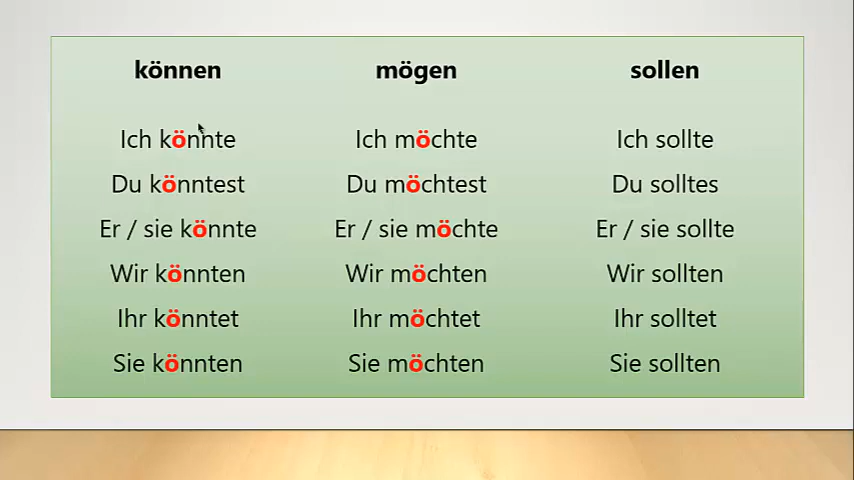 können mögen sollen
Ich könnte Ich möchte Ich sollte
Du könntest Du möchtest Du solltes
Er / sie könnte Er / sie möchte Er / sie sollte
Wir könnten Wir möchten Wir sollten
Ihr könntet Ihr möchtet Ihr solltet
Sie könnten Sie möchten Sie sollten